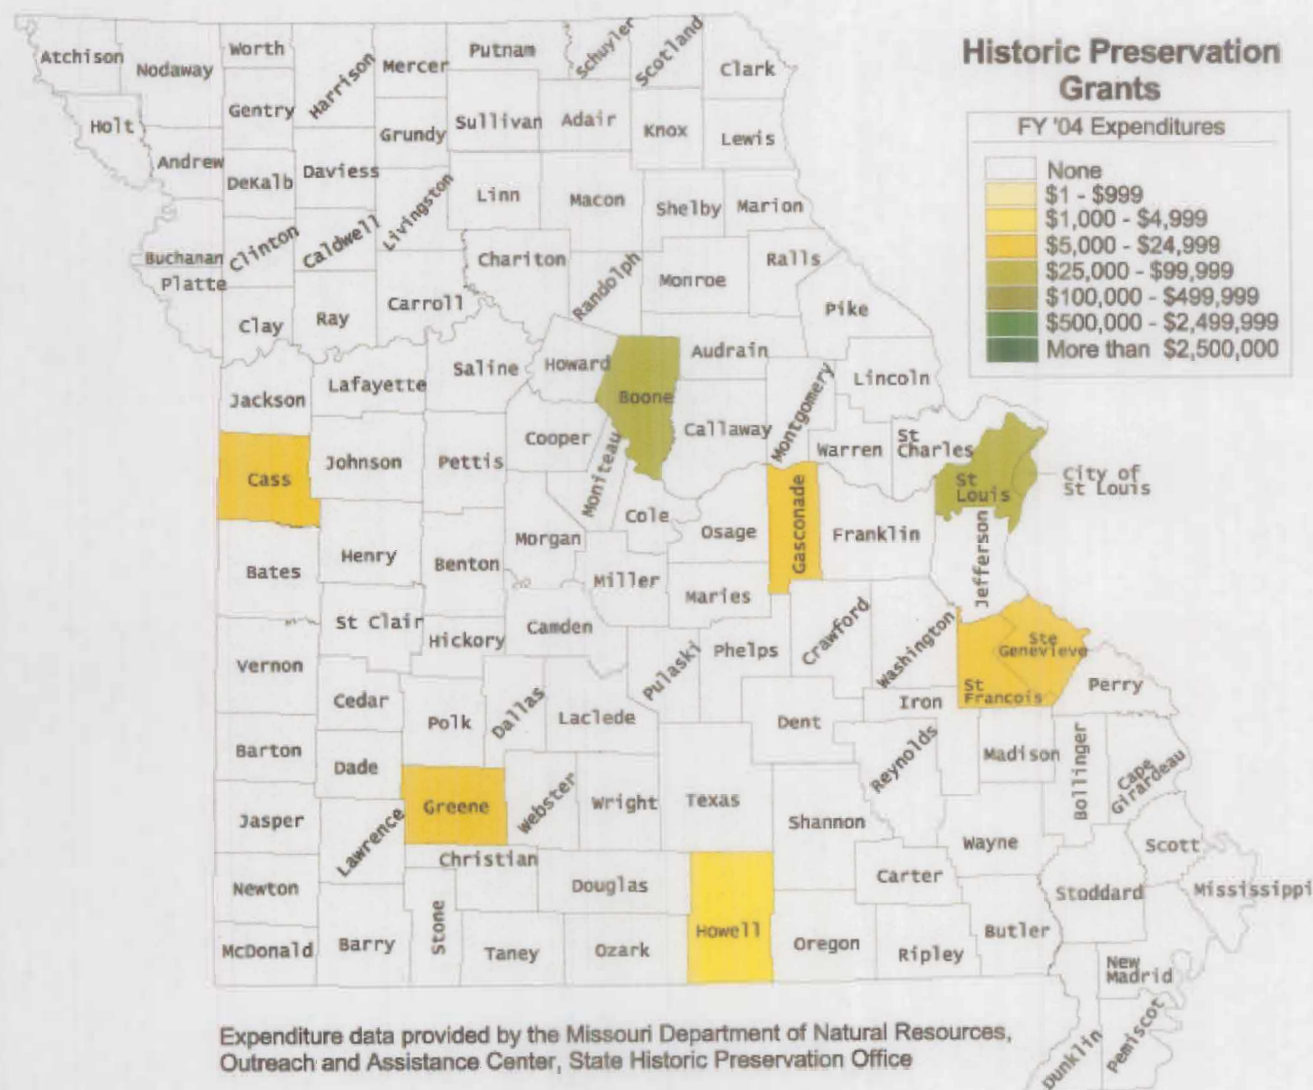 Historic Preservation
Grants
FY '04 Expenditures
None
$1 - $999
$1,000 - $4,999
$5,000 - $24,999
$25,000 - $99,999
$100,000 - $499,999
$500,000 - $2,499,999
More than $2,500,000
Atchison
Nodaway
Worth
Harrison
Mercer
Putnam
Schuyler
Scotland
Clark
Holt
Gentry
Grundy
Sullivan
Adair
Knox
Lewis
Andrew
DeKalb
Daviess
Livingston
Linn
Macon
Shelby
Marion
Buchanan
Clinton
Caldwell
Chariton
Randolph
Monroe
Ralls
Platte
Clay
Ray
Carroll
Pike
Jackson
Lafayette
Saline
Howard
Boone
Audrain
Montgomery
Lincoln
Cass
Johnson
Pettis
Cooper
Moniteau
Callaway
Warren
St
Charles
St
Louis
City of
St Louis
Bates
Henry
Benton
Morgan
Cole
Osage
Gasconade
Franklin
Jefferson
Miller
Maries
St Clair
Hickory
Camden
Pulaski
Phelps
Crawford
Washington
Ste
Genevieve
Vernon
Cedar
Polk
Dallas
Laclede
Dent
Iron
St
Francois
Perry
Barton
Dade
Reynolds
Madison
Bollinger
Cape
Girardeau
Jasper
Lawrence
Greene
Webster
Wright
Texas
Shannon
Wayne
Scott
Newton
Christian
Douglas
Howell
Carter
Stoddard
Mississippi
McDonald
Barry
Stone
Taney
Ozark
Oregon
Ripley
Butler
New
Madrid
Dunklin
Pemiscot
Expenditure data provided by the Missouri Department of Natural Resources,
Outreach and Assistance Center, State Historic Preservation Office